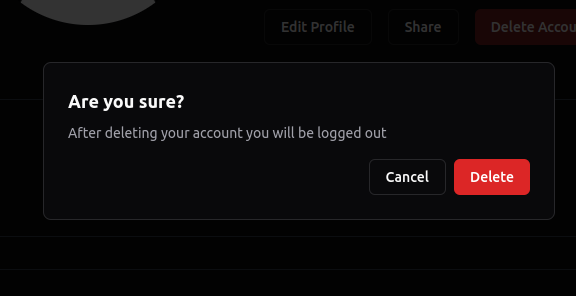 Edit Profile
Share
Delete Accou
Are you sure?
After deleting your account you will be logged out
Cancel
Delete